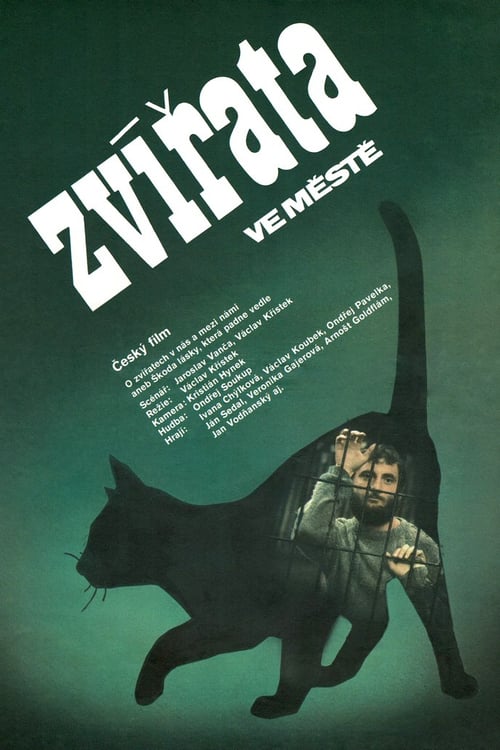 zvířata
VE MĚSTĚ
Český film
O zvířatech v nás a mezi námi
aneb Škoda lásky, která padne vedle
Scénář: Jaroslav Vanča, Václav Křístek
Režie: Václav Křístek
Kamera: Kristián Hynek
Hudba: Ondřej Soukup
Hrají: Ivana Chýlková, Václav Koubek, Ondřej Pavelka,
Ján Sedal, Veronika Gajerová, Arnošt Goldflám,
Jan Vodňanský aj.